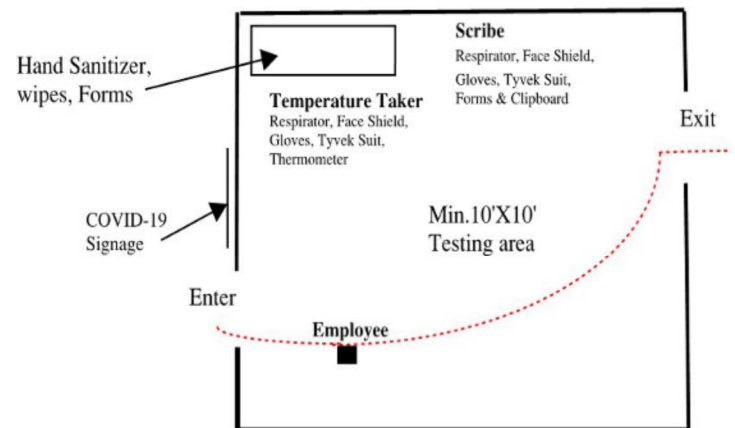 Hand Sanitizer,
wipes, Forms
Scribe
Respirator, Face Shield,
Gloves, Tyvek Suit,
Forms & Clipboard
Temperature Taker
Respirator, Face Shield,
Gloves, Tyvek Suit,
Thermometer
Exit
COVID-19
Signage
Min.10'X10'
Testing area
Enter
Employee